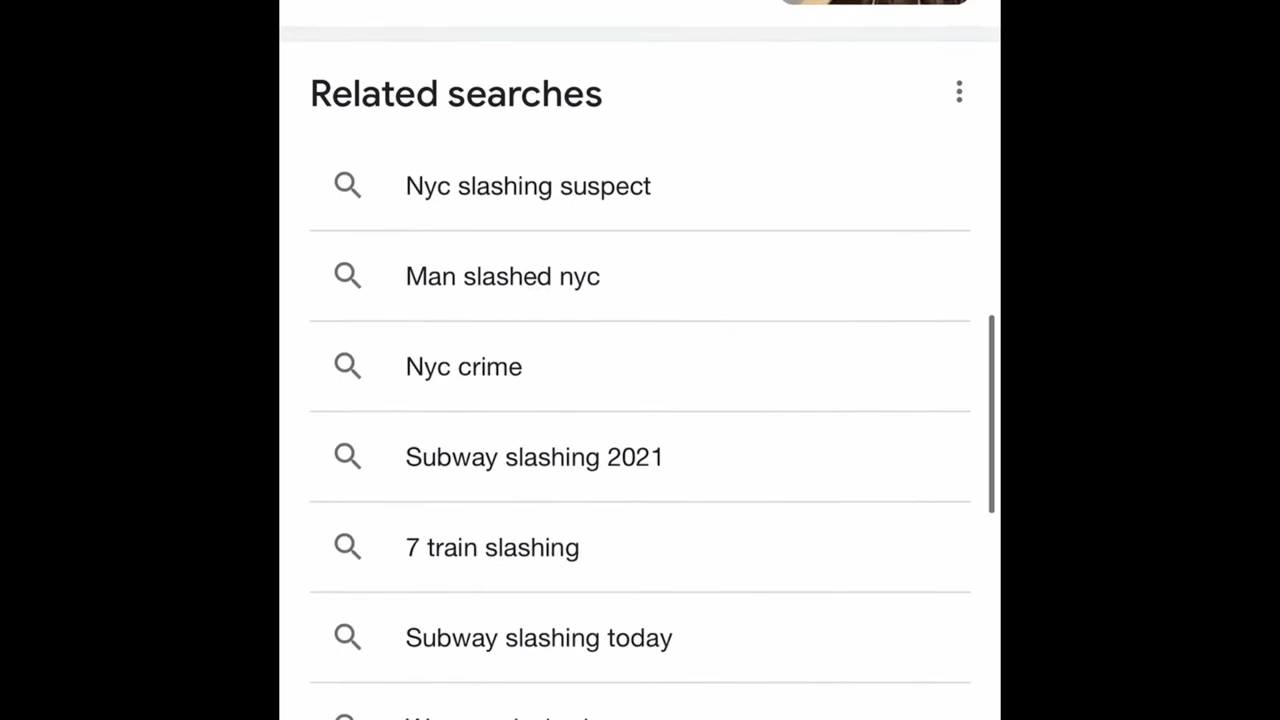 Related searches
Nyc slashing suspect
Man slashed nyc
Nyc crime
Subway slashing 2021
7 train slashing
Subway slashing today